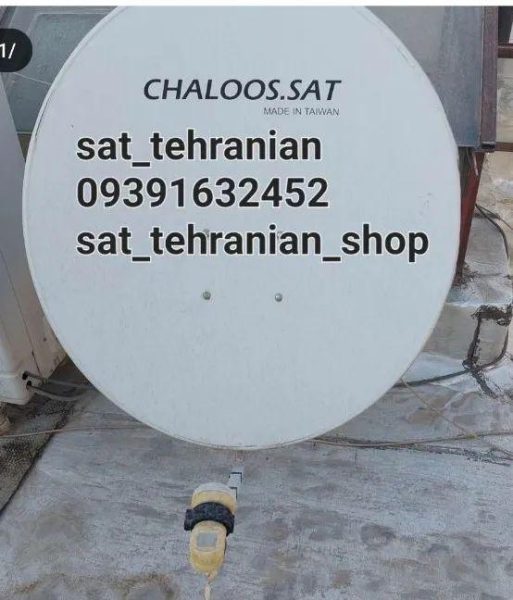 1/
CHALOOS.SAT
MADE IN TAIWAN
sat_tehranian
09391632452
sat_tehranian_shop